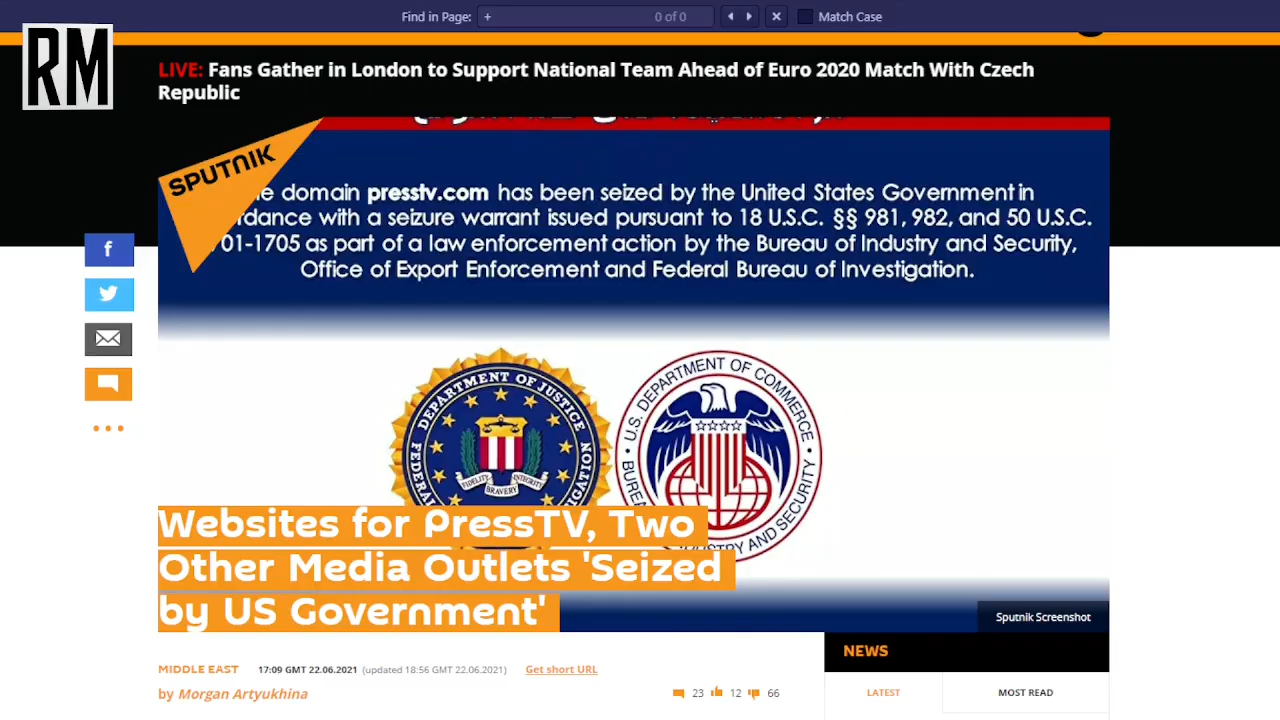 Find in Page: + 0 of 0 Match Case
RM
LIVE: Fans Gather in London to Support National Team Ahead of Euro 2020 Match With Czech
Republic
SPUTNIK
domain presstv.com has been seized by the United States Government in
with a seizure warrant issued pursuant to 18 U.S.C. §§ 981, 982, and 50 U.S.C.
01-1705 as part of a law enforcement action by the Bureau of Industry and Security,
Office of Export Enforcement and Federal Bureau of Investigation.
DEPARTMENT OF JUSTICE
FEDERAL
FIDELITY BRAVERY INTEGRITY
U.S. DEPARTMENT OF COMMERCE
AND SECURITY
Websites for PressTV, Two
Other Media Outlets 'Seized
by US Government'
Sputnik Screenshot
MIDDLE EAST 17:09 GMT 22.06.2021 (updated 18:56 GMT 22.06.2021) Get short URL
by Morgan Artyukhina
23 12 66
NEWS
LATEST MOST READ